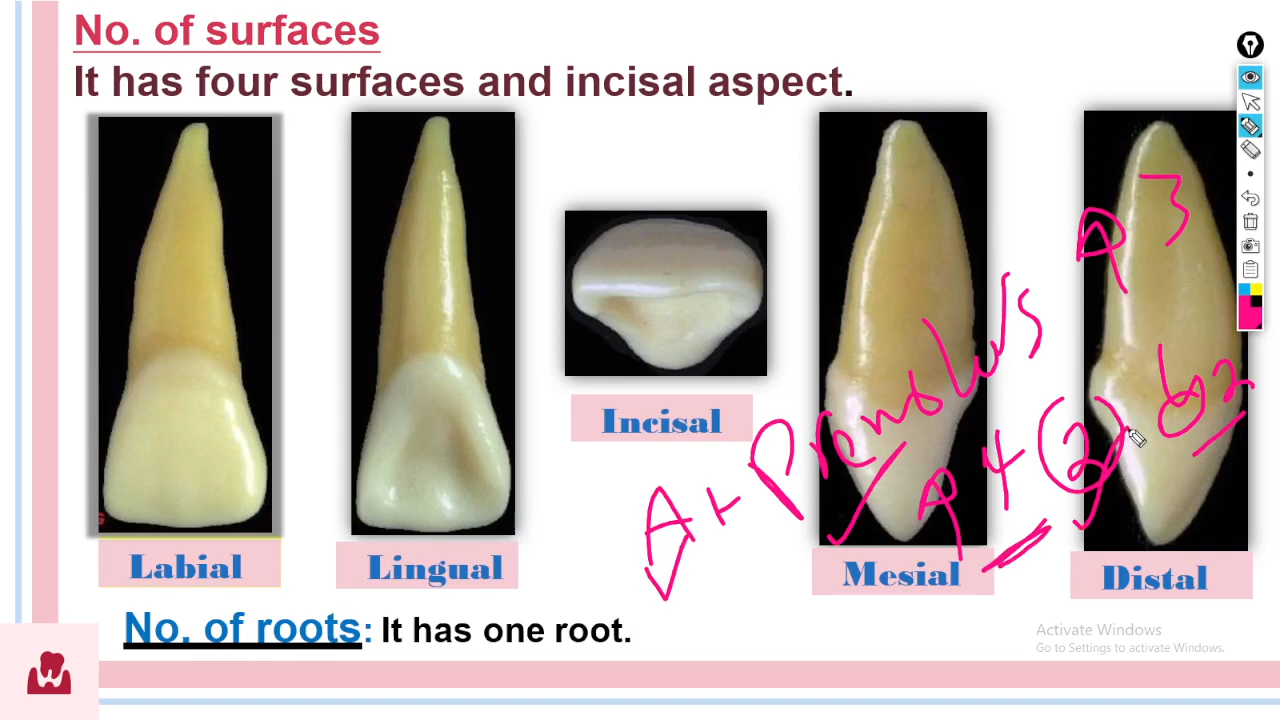 No. of surfaces
It has four surfaces and incisal aspect.
Incisal
Labial
Lingual
Mesial
Distal
No. of roots: It has one root.
Activate Windows
Go to Settings to activate Windows.